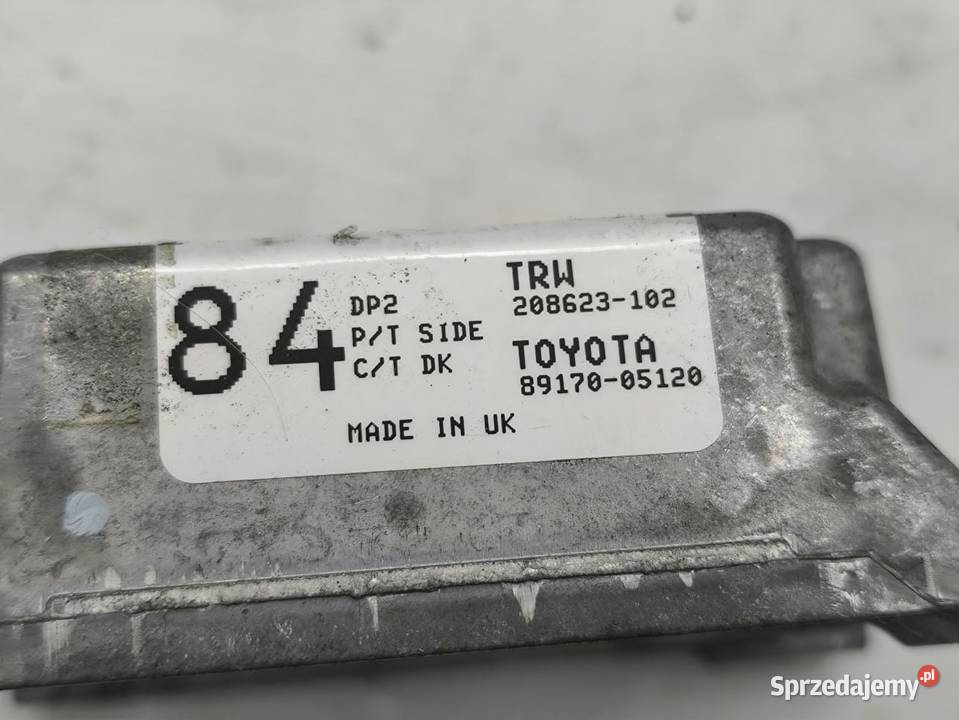 84
DP2
P/T SIDE
C/T DK
TRW
208623-102
TOYOTA
89170-05120
MADE IN UK
Sprzedajemy.pl